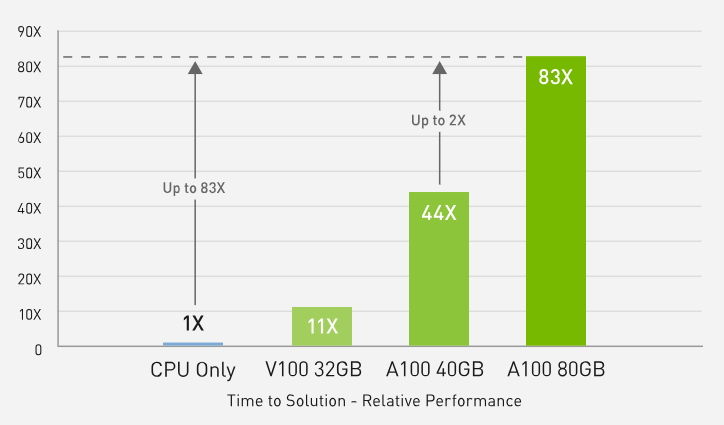 90X
80X
70X
60X
50X
40X
30X
20X
10X
0
Up to 83X
Up to 2X
1X
11X
44X
83X
CPU Only
V100 32GB
A100 40GB
A100 80GB
Time to Solution - Relative Performance